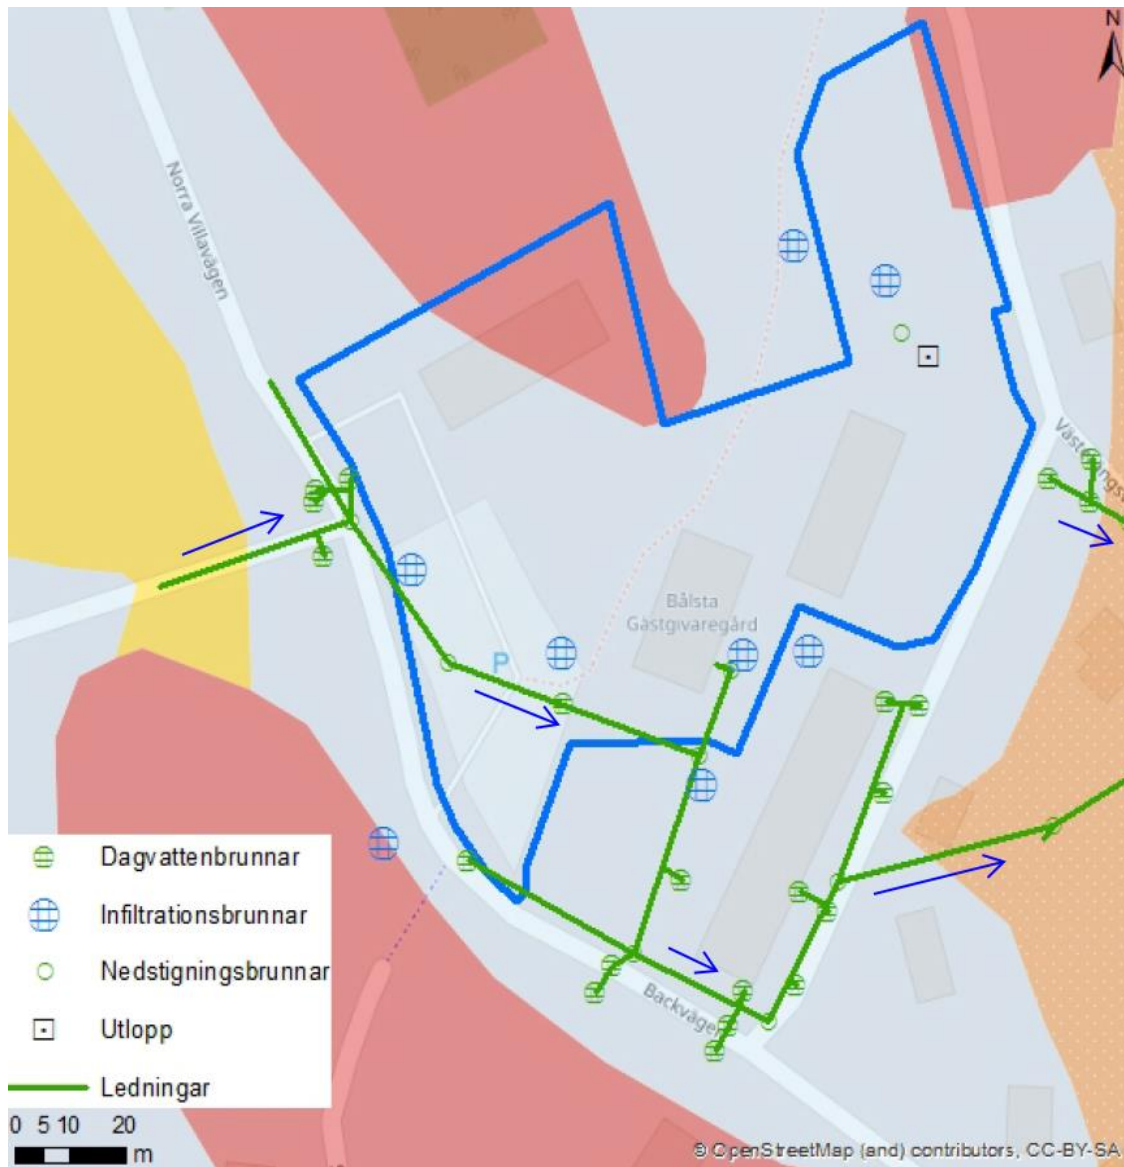 N
Norra Villavägen
Bålsta
Gästgivaregård
P
Dagvattenbrunnar
Infiltrationsbrunnar
Nedstigningsbrunnar
Utlopp
Ledningar
Backvägen
0 5 10 20
m
© OpenStreetMap (and) contributors, CC-BY-SA